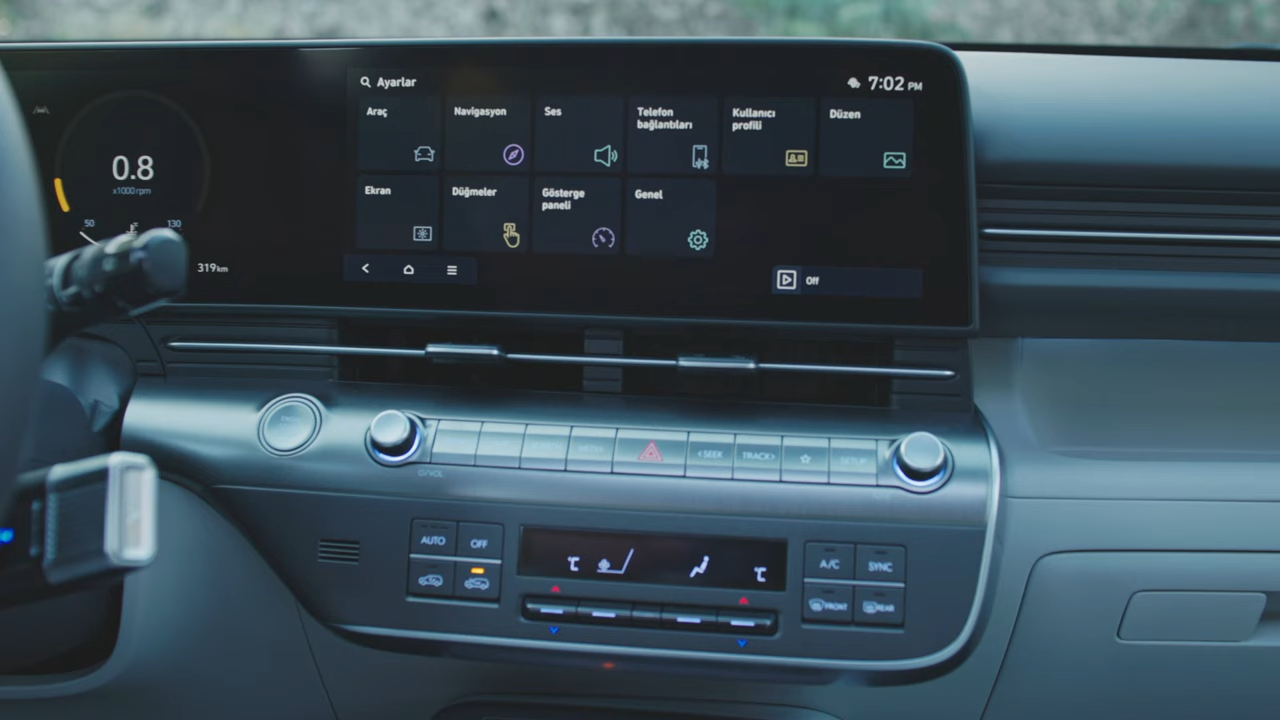 Ayarlar
7:02 PM
Araç
Navigasyon
Ses
Telefon
bağlantıları
Kullanıcı
profili
Düzen
0.8
x1000 rpm
50
130
Ekran
Düğmeler
Gösterge
paneli
Genel
319km
Off
<SEEK
TRACK>
SETUP
AUTO
OFF
°C
°C
A/C
SYNC
FRONT
REAR